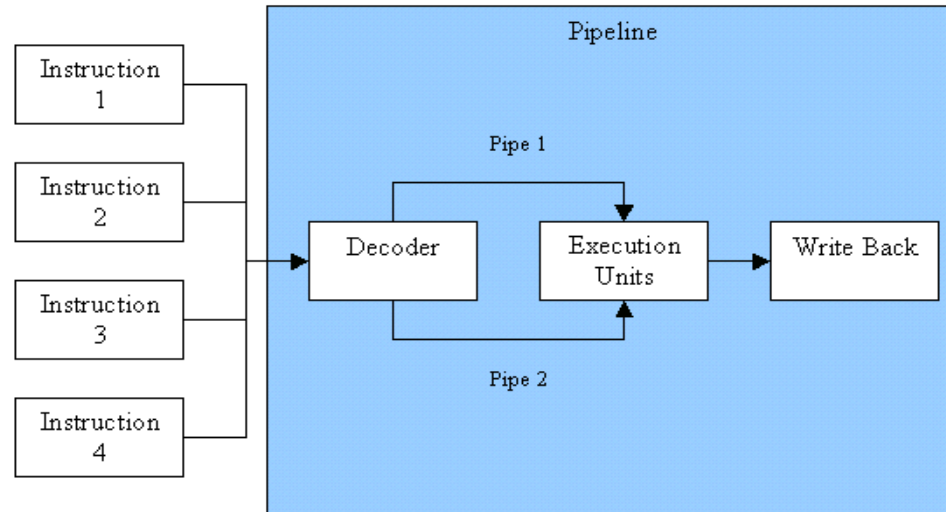 Pipeline
Instruction
1
Instruction
2
Instruction
3
Instruction
4
Pipe 1
Decoder
Execution
Units
Write Back
Pipe 2